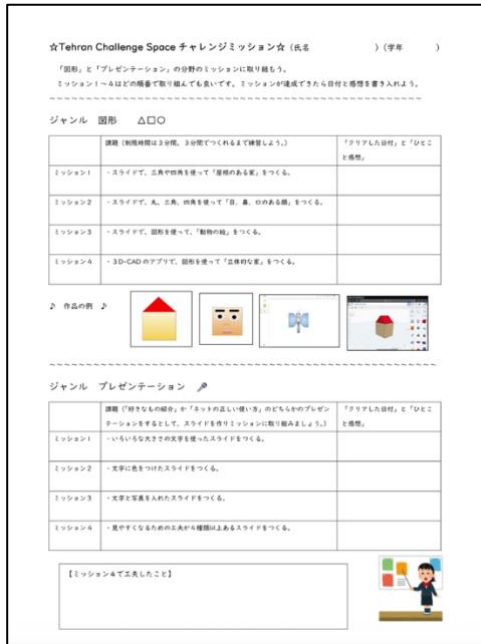 ☆Tehran Challenge Space チャレンジミッション☆（氏名　　　　　　）（学年　　　）
「図形」と「プレゼンテーション」の分野のミッションに取り組もう。
ミッション１～４はどの順番で取り組んでも良いです。ミッションが達成できたら日付と感想を書き入れよう。
～～～～～～～～～～～～～～～～～～～～～～～～～～～～～～～～～～～～～～～～
ジャンル　図形　△□○
課題（制限時間は３分間。３分間でつくれるまで練習しよう。）
「クリアした日付」と「ひとこ
と感想」
ミッション１　・スライドで、三角や四角を使って「屋根のある家」をつくる。
ミッション２　・スライドで、丸、三角、四角を使って「目、鼻、口のある顔」をつくる。
ミッション３　・スライドで、図形を使って、「動物の絵」をつくる。
ミッション４　・３D-CADのアプリで、図形を使って「立体的な家」をつくる。
♪　作品の例　♪
～～～～～～～～～～～～～～～～～～～～～～～～～～～～～～～～～～～～～～～～
ジャンル　プレゼンテーション
課題（「好きなもの紹介」か「ネットの正しい使い方」のどちらかのプレゼン
テーションをするとして、スライドを作りミッションに取り組みましょう。）
「クリアした日付」と「ひとこ
と感想」
ミッション１　・いろいろな大きさの文字を使ったスライドをつくる。
ミッション２　・文字に色をつけたスライドをつくる。
ミッション３　・文字と写真を入れたスライドをつくる。
ミッション４　・見やすくなるための工夫が４種類以上あるスライドをつくる。
【ミッション４で工夫したこと】